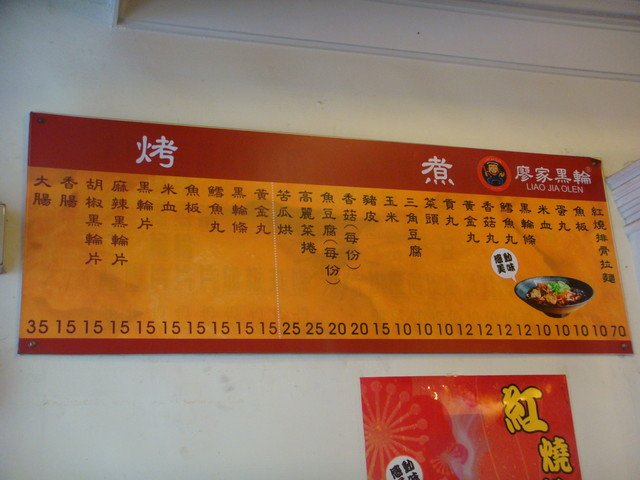 烤
煮
廖家黑輪
LIAO JIA OLEN
紅燒排骨拉麵
魚板
蛋丸
米血
黑輪條
鱈魚丸
香菇丸
黃金丸
貢丸
菜頭
三角豆腐
玉米
豬皮
香菇(每份)
魚豆腐(每份)
高麗菜捲
苦瓜烘
黃金丸
黑輪條
鱈魚丸
魚板
米血
黑輪片
麻辣黑輪片
胡椒黑輪片
香腸
大腸
35 15 15 15 15 15 15 15 15 15 25 25 20 20 15 10 10 10 12 12 12 12 10 10 10 10 70
紅燒